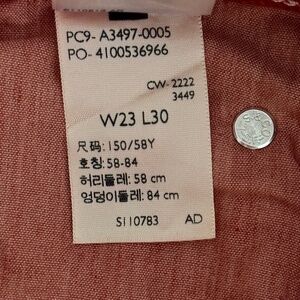 PC9- A3497-0005
PO- 4100536966
CW-2222
3449
W23 L30
尺码: 150/58Y
호칭: 58-84
허리둘레: 58 cm
엉덩이둘레: 84 cm
S110783 AD